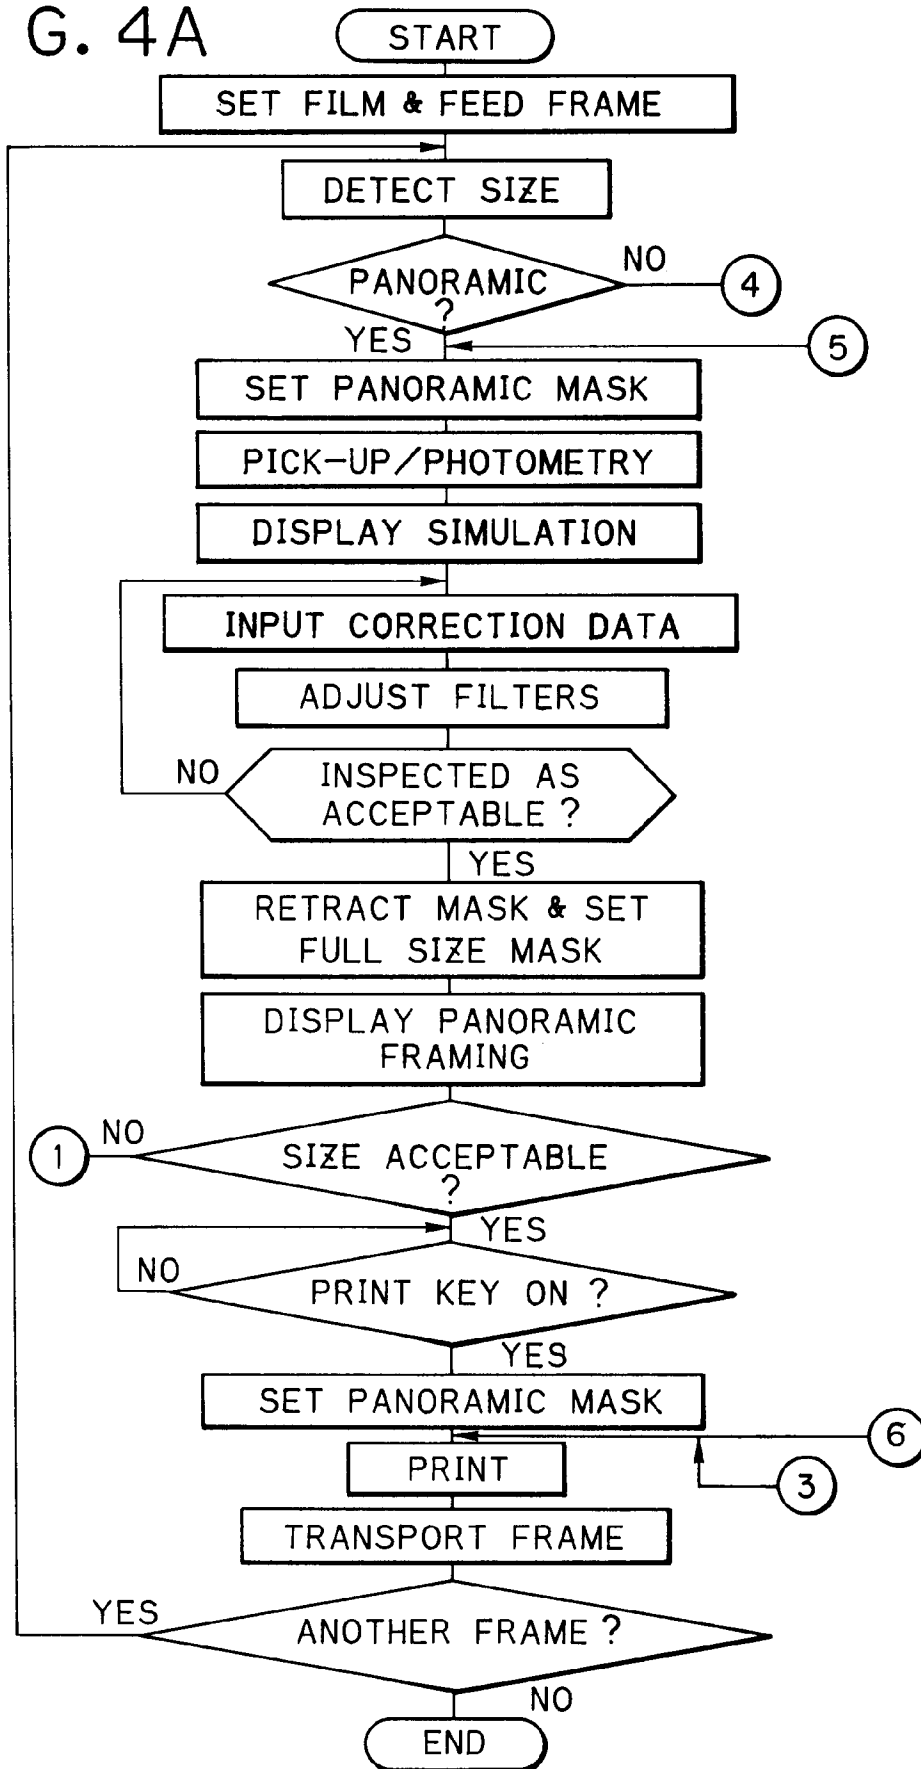 G. 4A
START
SET FILM & FEED FRAME
DETECT SIZE
PANORAMIC
?
NO
4
YES
5
SET PANORAMIC MASK
PICK-UP/PHOTOMETRY
DISPLAY SIMULATION
INPUT CORRECTION DATA
ADJUST FILTERS
NO
INSPECTED AS
ACCEPTABLE ?
YES
RETRACT MASK & SET
FULL SIZE MASK
DISPLAY PANORAMIC
FRAMING
1
NO
SIZE ACCEPTABLE
?
YES
NO
PRINT KEY ON ?
YES
SET PANORAMIC MASK
6
PRINT
3
TRANSPORT FRAME
YES
ANOTHER FRAME ?
NO
END